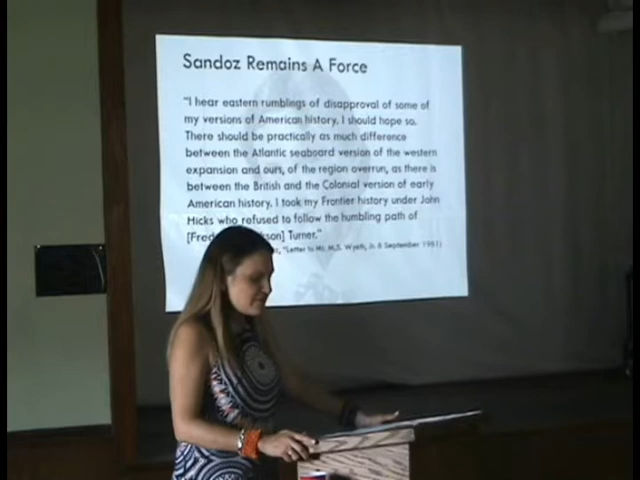 Sandoz Remains A Force
"I hear eastern rumblings of disapproval of some of
my versions of American history. I should hope so.
There should be practically as much difference
between the Atlantic seaboard version of the western
expansion and ours, of the region overrun, as there is
between the British and the Colonial version of early
American history. I took my Frontier history under John
Hicks who refused to follow the humbling path of
Turner."
"Letter to Mr. M.S. Wyeth, Jr. 6 September 1961)